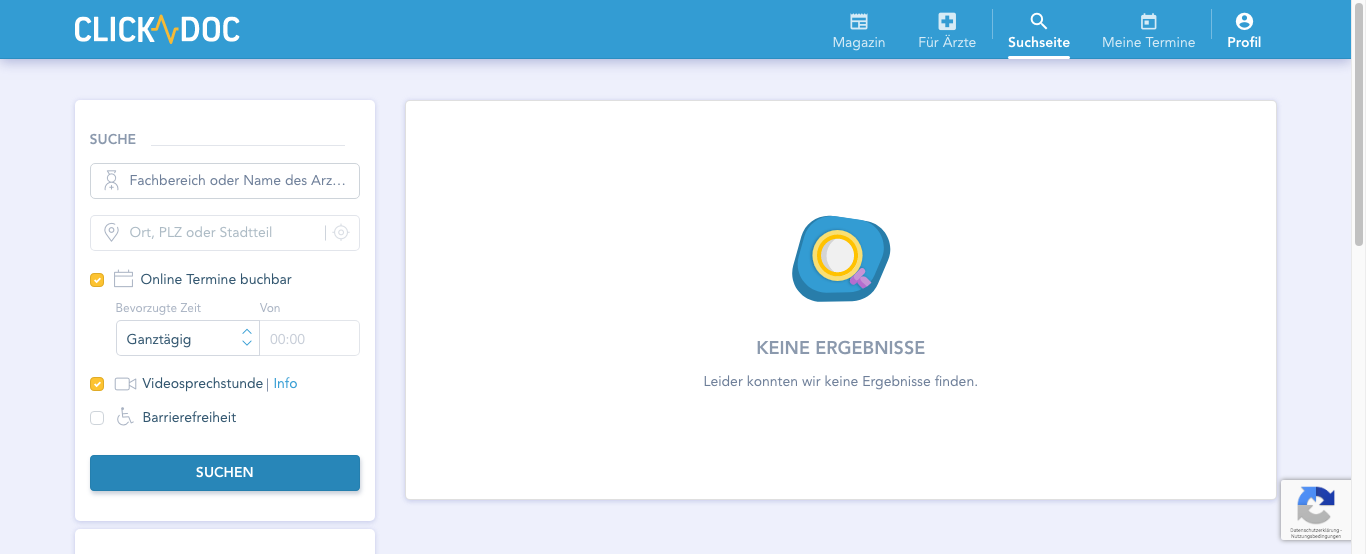 CLICKDOC
Magazin
Für Ärzte
Suchseite
Meine Termine
Profil
SUCHE
Fachbereich oder Name des Arz...
Ort, PLZ oder Stadtteil
Online Termine buchbar
Bevorzugte Zeit
Von
Ganztägig
00:00
Videosprechstunde | Info
Barrierefreiheit
SUCHEN
KEINE ERGEBNISSE
Leider konnten wir keine Ergebnisse finden.
Datenschutzerklärung -
Nutzungsbedingungen